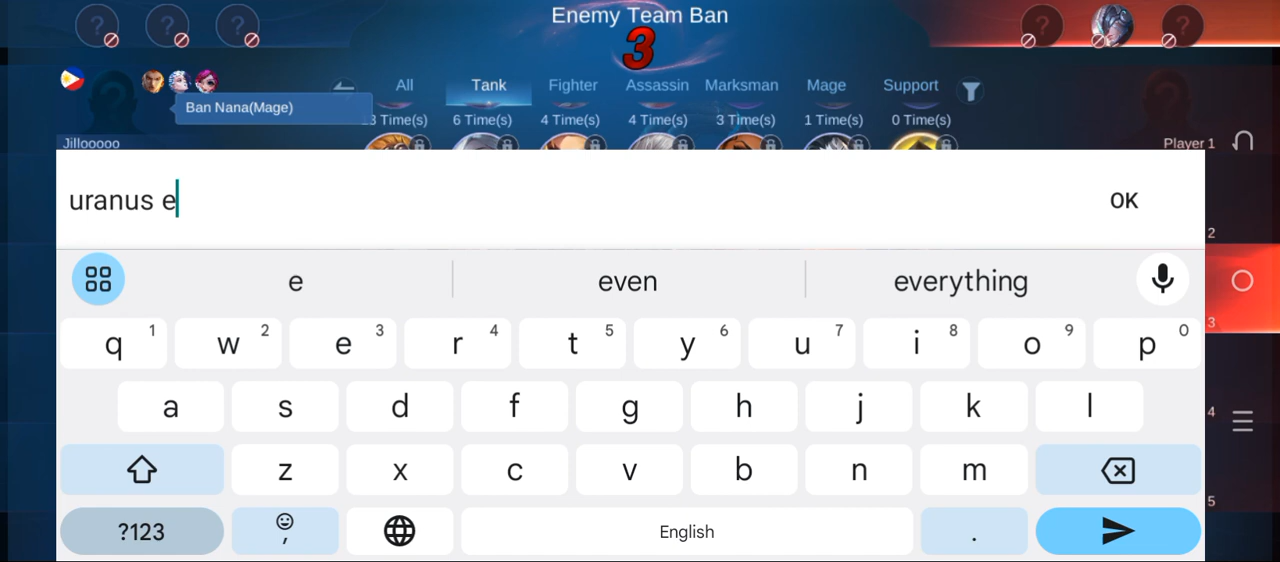 Enemy Team Ban
3
All Tank Fighter Assassin Marksman Mage Support
Ban Nana(Mage)
3 Time(s) 6 Time(s) 4 Time(s) 4 Time(s) 3 Time(s) 1 Time(s) 0 Time(s)
Jillooooo
Player 1
uranus e
OK
2
e even everything
3
q 1 w 2 e 3 r 4 t 5 y 6 u 7 i 8 o 9 p 0
a s d f g h j k l
4
z x c v b n m
5
?123 , English .